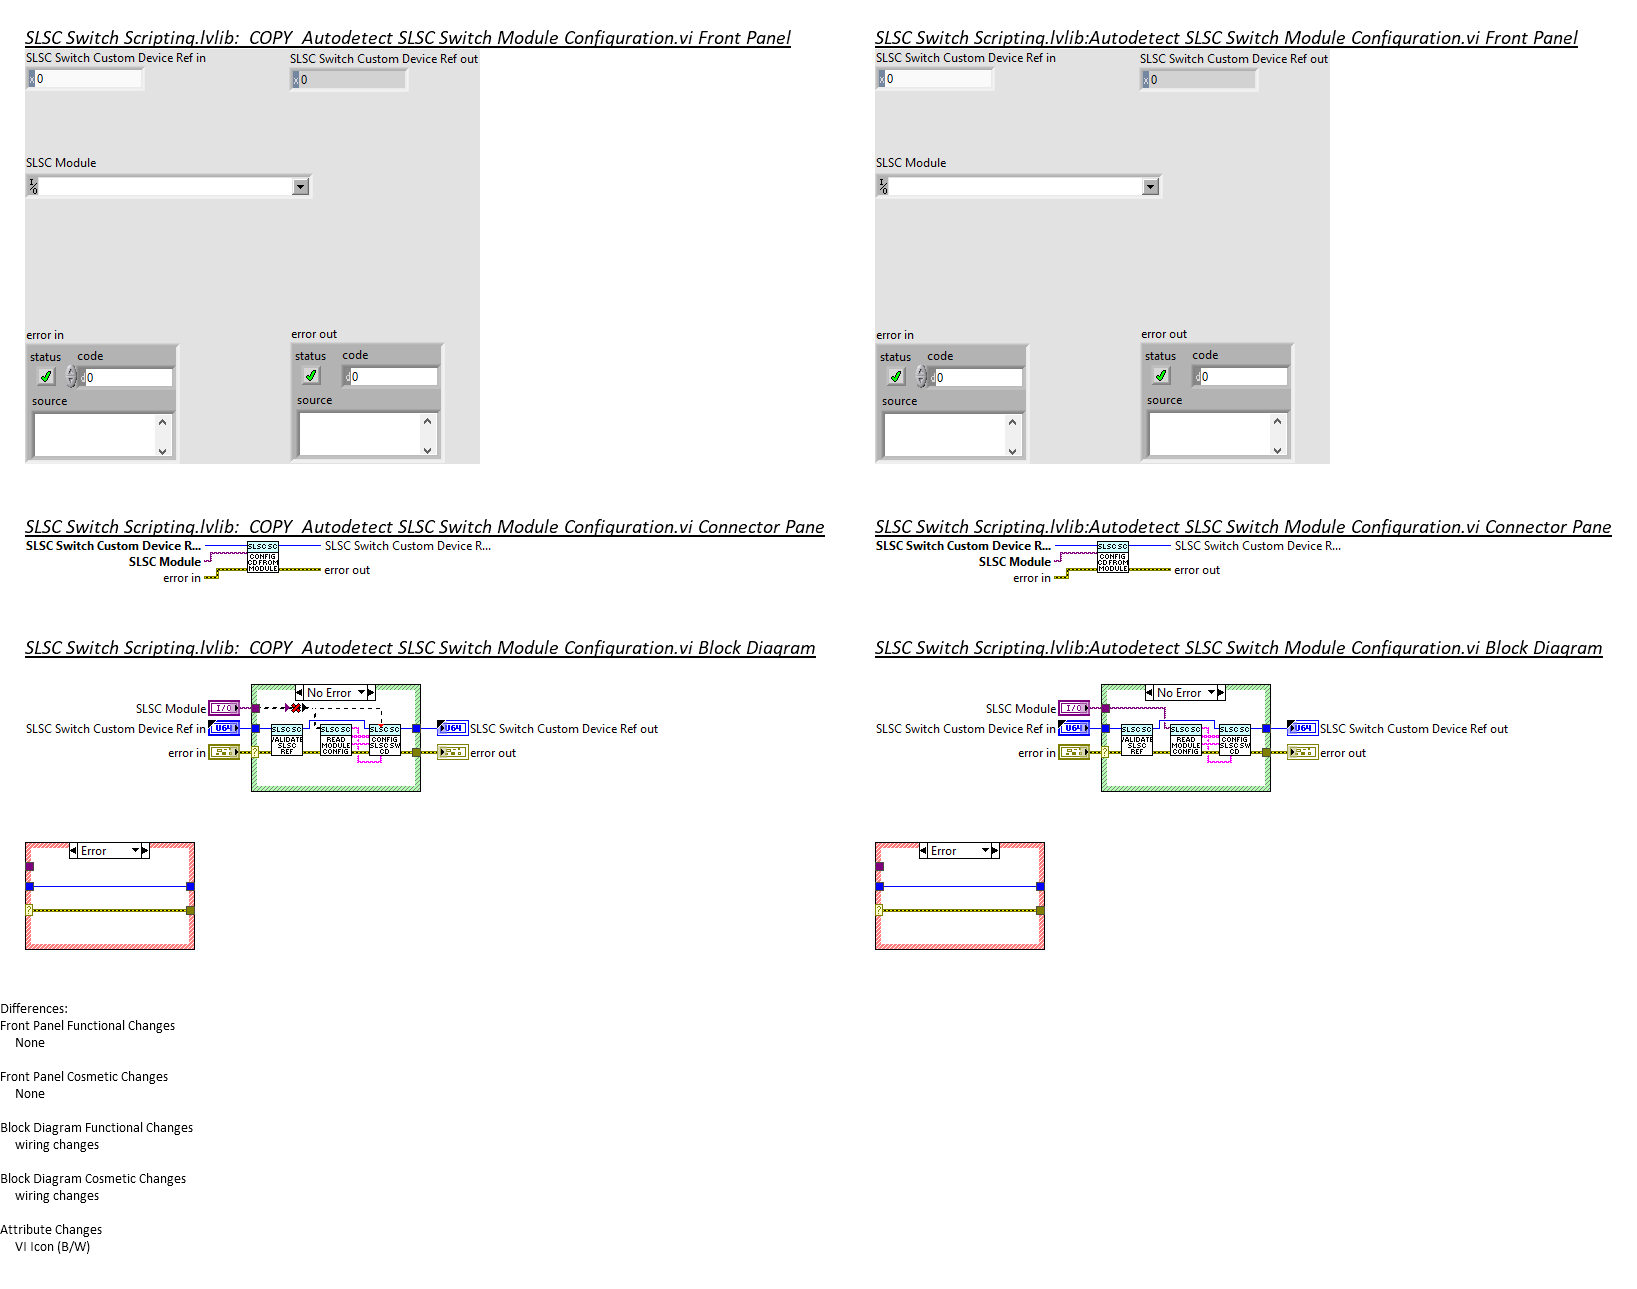 SLSC Switch Scripting.lvlib:  COPY  Autodetect SLSC Switch Module Configuration.vi Front Panel
SLSC Switch Custom Device Ref in
SLSC Switch Custom Device Ref out
x 0
x 0
SLSC Module
I/0
error in
error out
status code
d 0
source
status code
d 0
source
SLSC Switch Scripting.lvlib:Autodetect SLSC Switch Module Configuration.vi Front Panel
SLSC Switch Custom Device Ref in
SLSC Switch Custom Device Ref out
x 0
x 0
SLSC Module
I/0
error in
error out
status code
d 0
source
status code
d 0
source
SLSC Switch Scripting.lvlib:  COPY  Autodetect SLSC Switch Module Configuration.vi Connector Pane
SLSC Switch Custom Device R...
SLSC Module
error in
SLSC SC
CONFIG
CD FROM
MODULE
SLSC Switch Custom Device R...
error out
SLSC Switch Scripting.lvlib:Autodetect SLSC Switch Module Configuration.vi Connector Pane
SLSC Switch Custom Device R...
SLSC Module
error in
SLSC SC
CONFIG
CD FROM
MODULE
SLSC Switch Custom Device R...
error out
SLSC Switch Scripting.lvlib:  COPY  Autodetect SLSC Switch Module Configuration.vi Block Diagram
No Error
SLSC Module
I/0
SLSC Switch Custom Device Ref in
U64
error in
?
SLSC SC
VALIDATE
SLSC
REF
SLSC SC
READ
MODULE
CONFIG
SLSC SC
CONFIG
SLSC SW
CD
U64
SLSC Switch Custom Device Ref out
error out
SLSC Switch Scripting.lvlib:Autodetect SLSC Switch Module Configuration.vi Block Diagram
No Error
SLSC Module
I/0
SLSC Switch Custom Device Ref in
U64
error in
?
SLSC SC
VALIDATE
SLSC
REF
SLSC SC
READ
MODULE
CONFIG
SLSC SC
CONFIG
SLSC SW
CD
U64
SLSC Switch Custom Device Ref out
error out
Error
?
Error
?
Differences:
Front Panel Functional Changes
None
Front Panel Cosmetic Changes
None
Block Diagram Functional Changes
wiring changes
Block Diagram Cosmetic Changes
wiring changes
Attribute Changes
VI Icon (B/W)